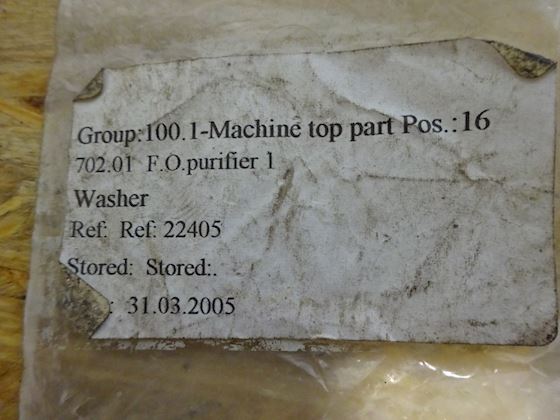 Group:100.1-Machine top part Pos.:16
702.01 F.O.purifier 1
Washer
Ref: Ref: 22405
Stored: Stored:.
: 31.03.2005